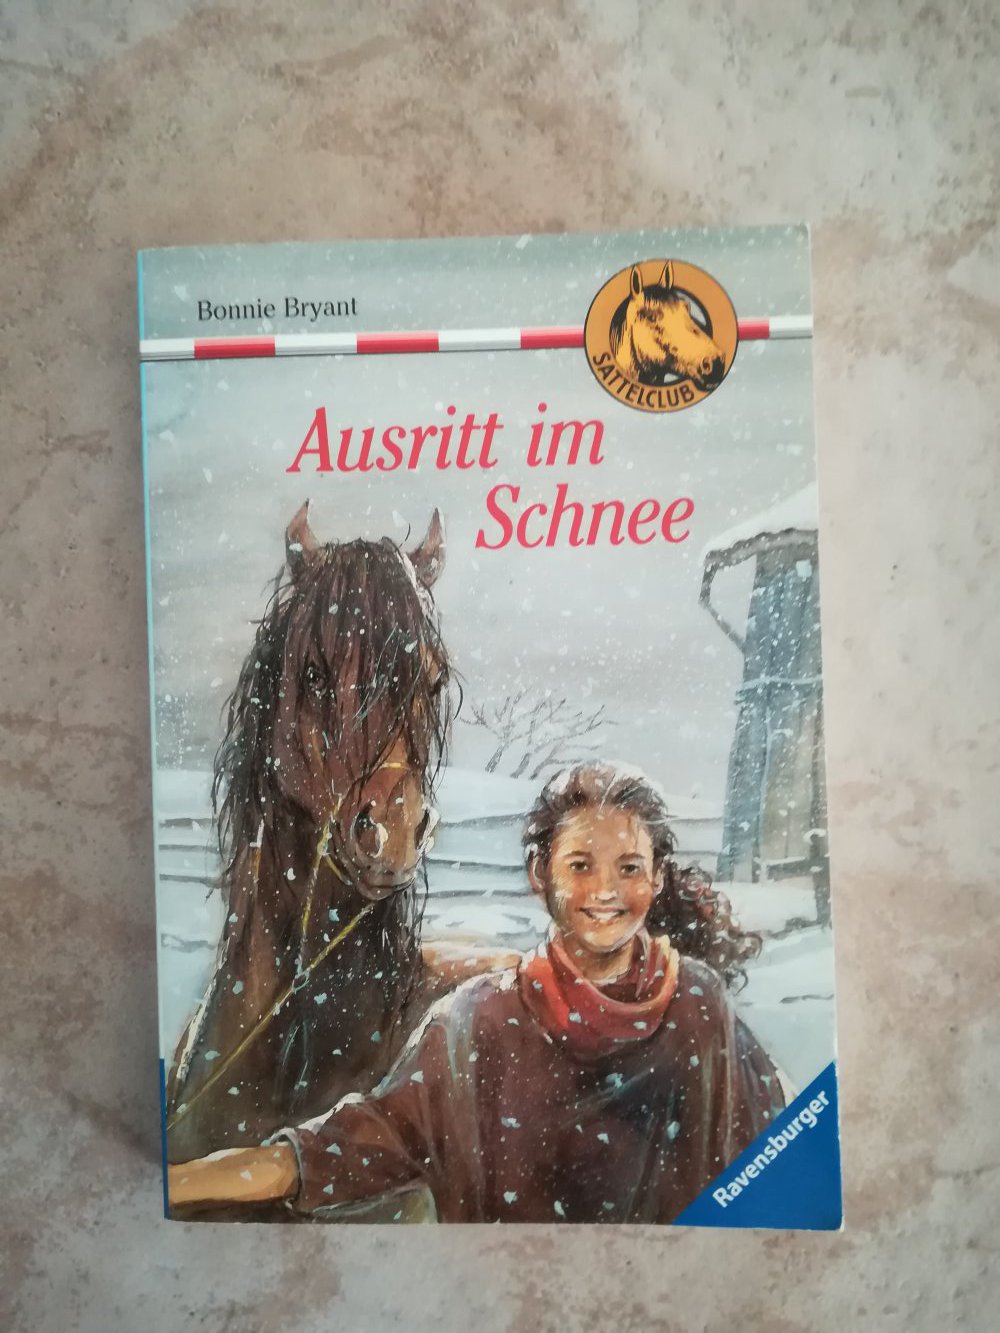 Bonnie Bryant
SATTELCLUB
Ausritt im
Schnee
Ravensburger